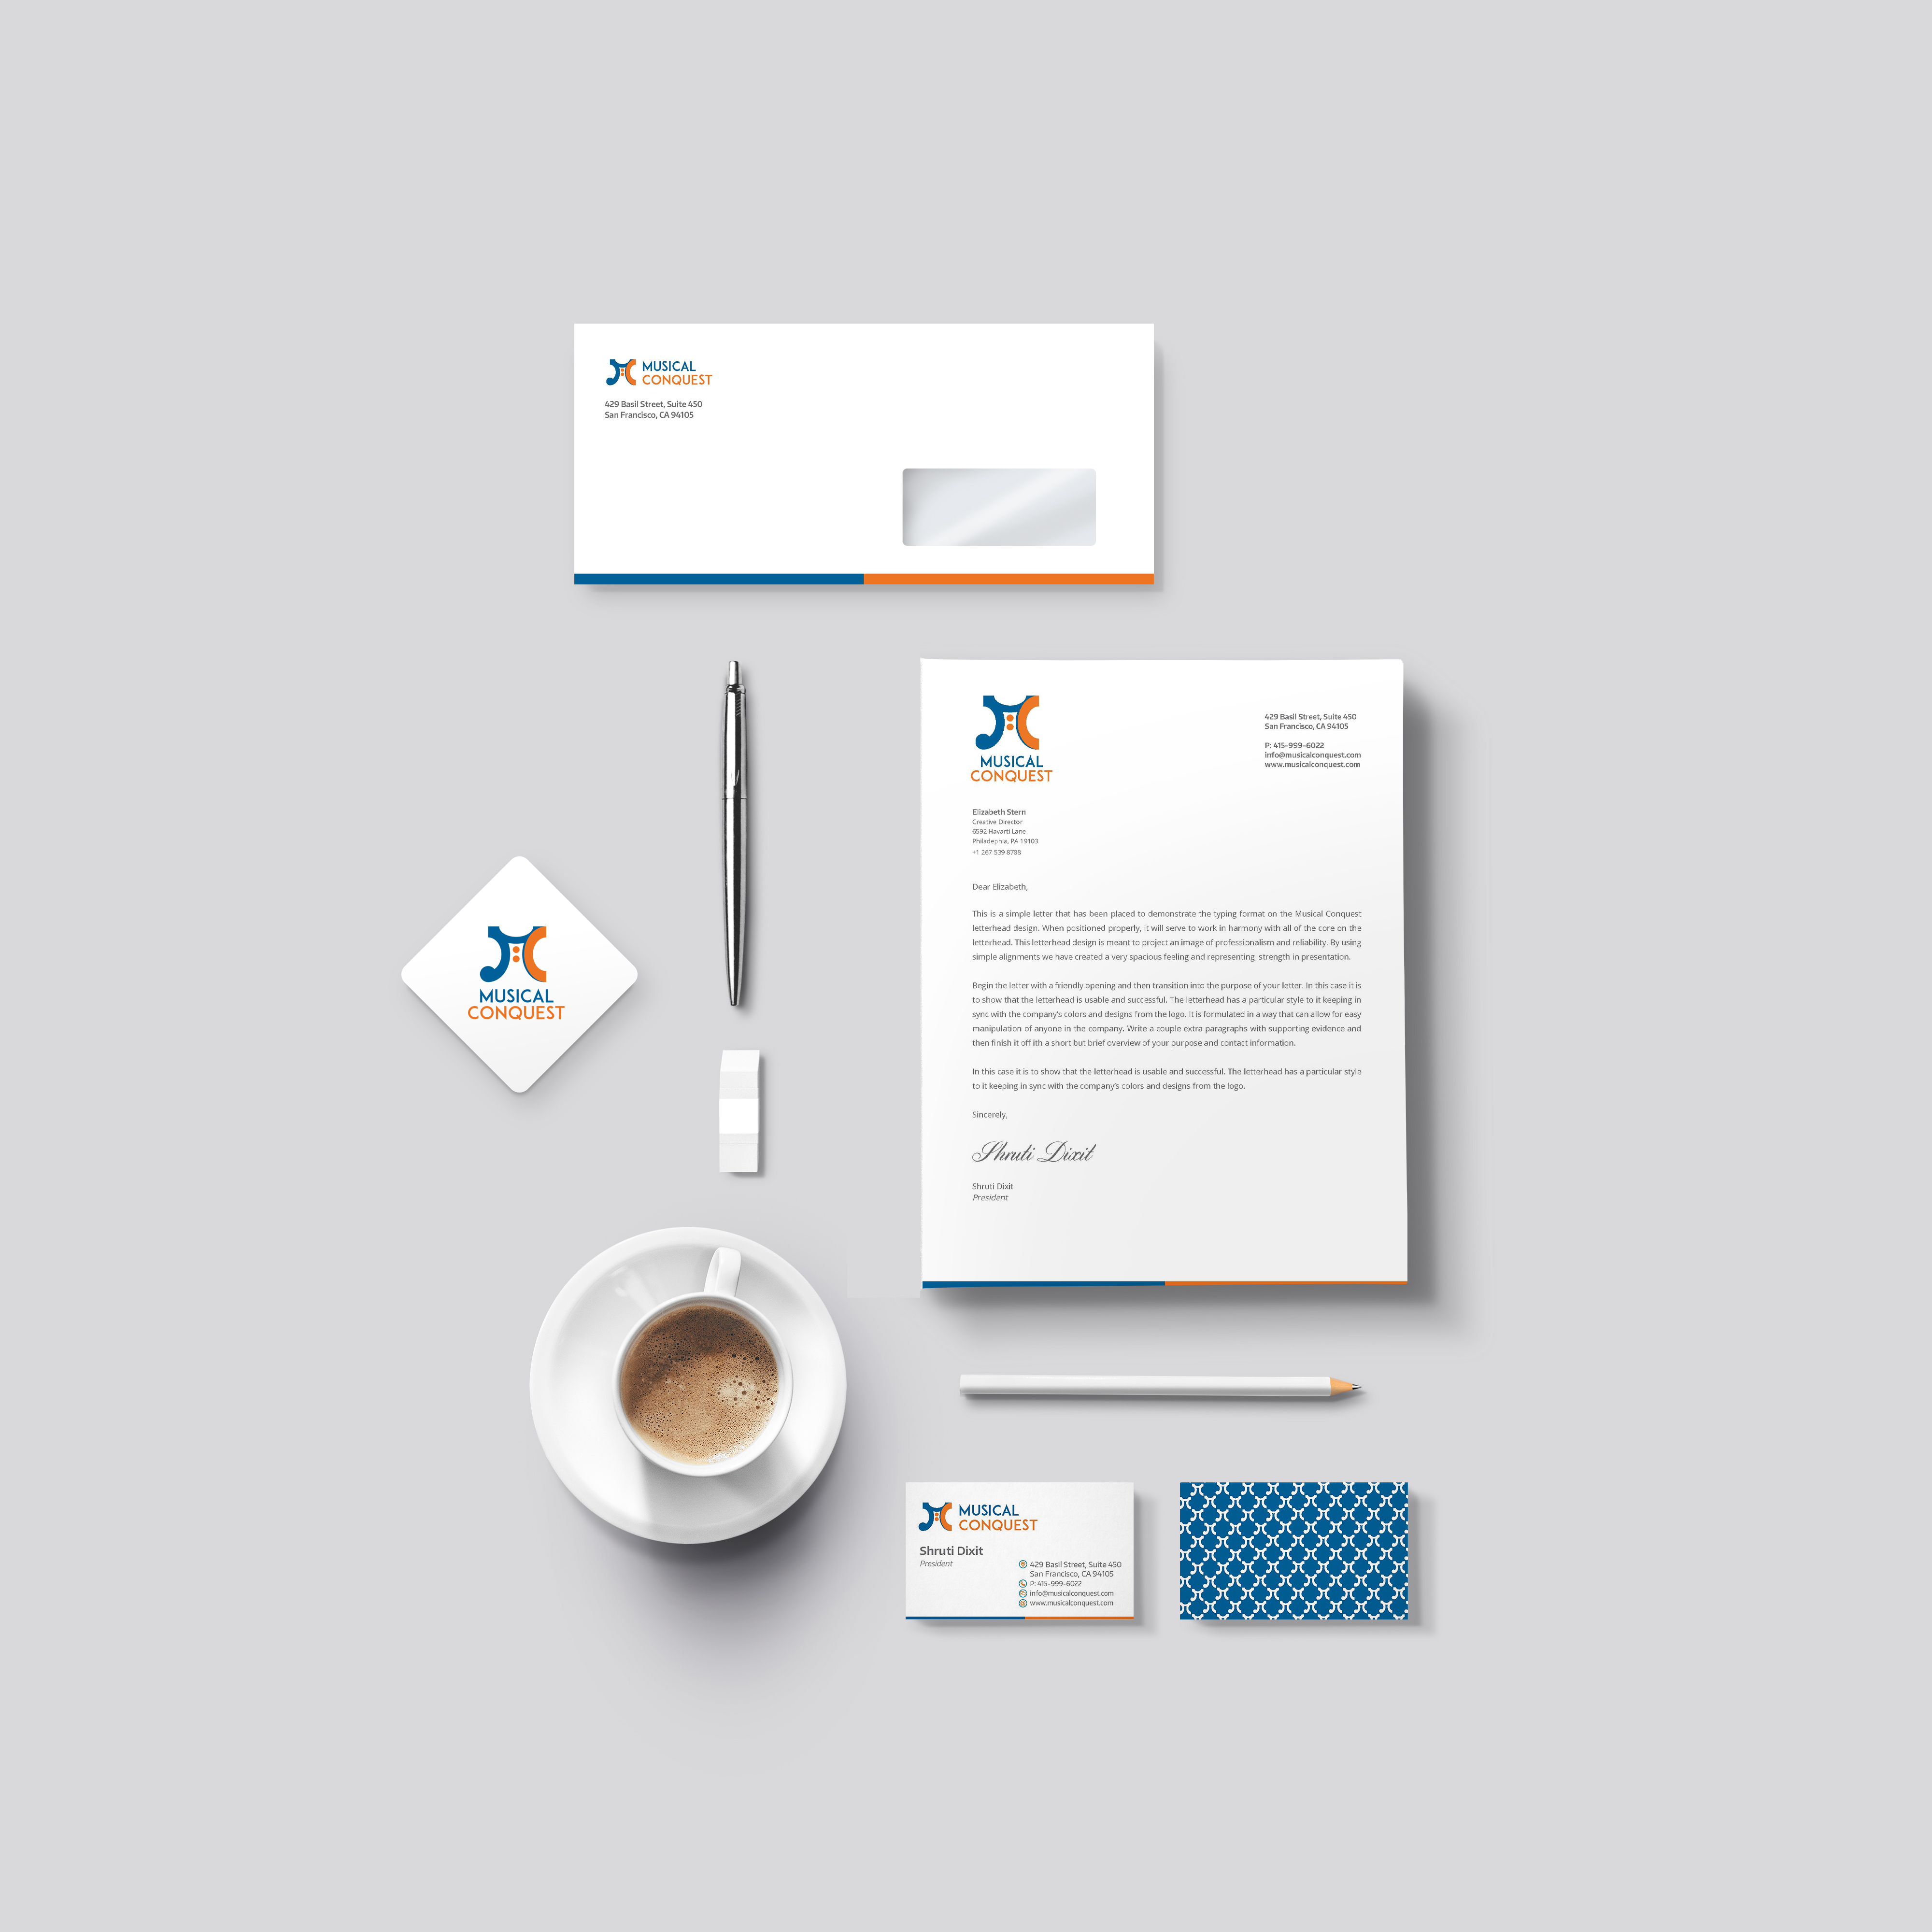 MUSICAL
CONQUEST
429 Basil Street, Suite 450
San Francisco, CA 94105
MUSICAL
CONQUEST
429 Basil Street, Suite 450
San Francisco, CA 94105
P: 415-999-6022
info@musicalconquest.com
www.musicalconquest.com
Elizabeth Stern
Creative Director
6592 Havarti Lane
Philadephia, PA 19103
+1 267 539 8788
Dear Elizabeth,
This is a simple letter that has been placed to demonstrate the typing format on the Musical Conquest
letterhead design. When positioned properly, it will serve to work in harmony with all of the core on the
letterhead. This letterhead design is meant to project an image of professionalism and reliability. By using
simple alignments we have created a very spacious feeling and representing strength in presentation.
Begin the letter with a friendly opening and then transition into the purpose of your letter. In this case it is
to show that the letterhead is usable and successful. The letterhead has a particular style to it keeping in
sync with the company's colors and designs from the logo. It is formulated in a way that can allow for easy
manipulation of anyone in the company. Write a couple extra paragraphs with supporting evidence and
then finish it off ith a short but brief overview of your purpose and contact information.
In this case it is to show that the letterhead is usable and successful. The letterhead has a particular style
to it keeping in sync with the company's colors and designs from the logo.
Sincerely,
Shruti Dixit
Shruti Dixit
President
MUSICAL
CONQUEST
MUSICAL
CONQUEST
Shruti Dixit
President
429 Basil Street, Suite 450
San Francisco, CA 94105
P: 415-999-6022
info@musicalconquest.com
www.musicalconquest.com